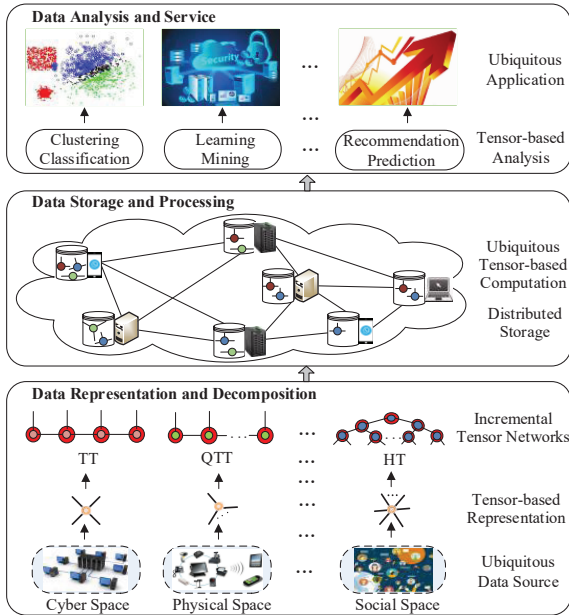 Data Analysis and Service
Security
...
Ubiquitous
Application
Clustering
Classification
Learning
Mining
...
Recommendation
Prediction
Tensor-based
Analysis
Data Storage and Processing
Ubiquitous
Tensor-based
Computation
Distributed
Storage
Data Representation and Decomposition
Incremental
Tensor Networks
TT
QTT
HT
Tensor-based
Representation
Ubiquitous
Data Source
Cyber Space
Physical Space
Social Space